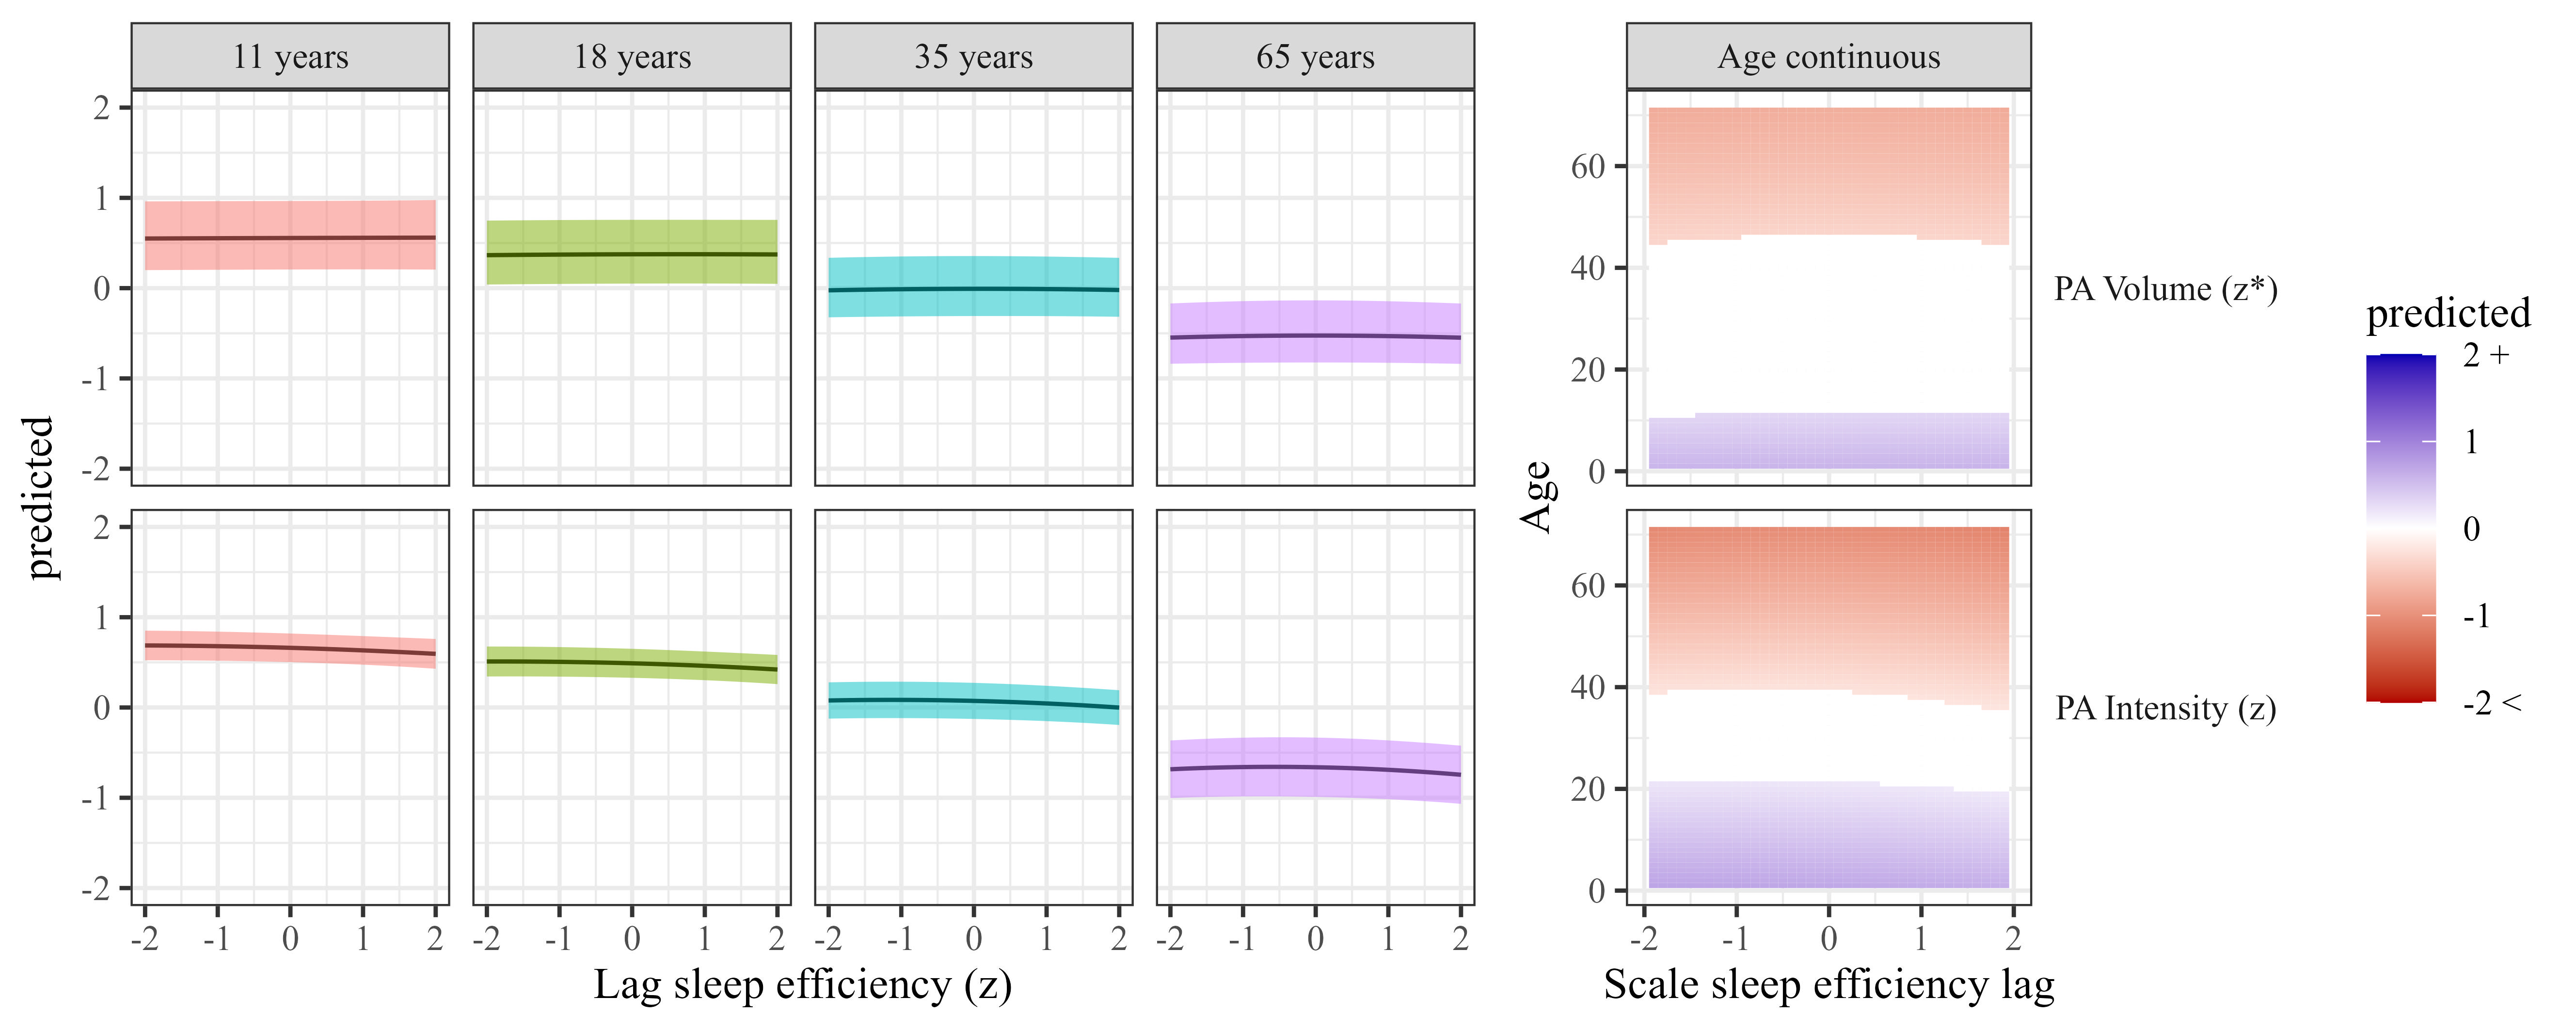 11 years
18 years
35 years
65 years
Age continuous
predicted
2
1
0
-1
-2
60
40
20
0
Age
PA Volume (z*)
predicted
2 +
1
0
-1
-2 <
2
1
0
-1
-2
60
40
20
0
PA Intensity (z)
-2 -1 0 1 2
-2 -1 0 1 2
-2 -1 0 1 2
-2 -1 0 1 2
-2 -1 0 1 2
Lag sleep efficiency (z)
Scale sleep efficiency lag